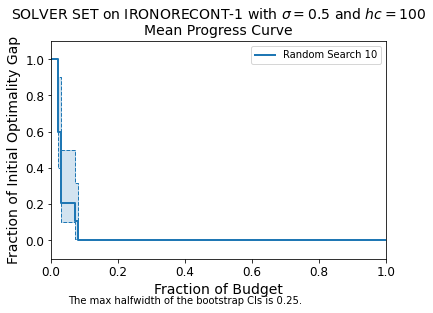 SOLVER SET on IRONORECONT-1 with σ = 0.5 and hc = 100
Mean Progress Curve
Random Search 10
Fraction of Initial Optimality Gap
1.0
0.8
0.6
0.4
0.2
0.0
0.0 0.2 0.4 0.6 0.8 1.0
Fraction of Budget
The max halfwidth of the bootstrap CIs is 0.25.